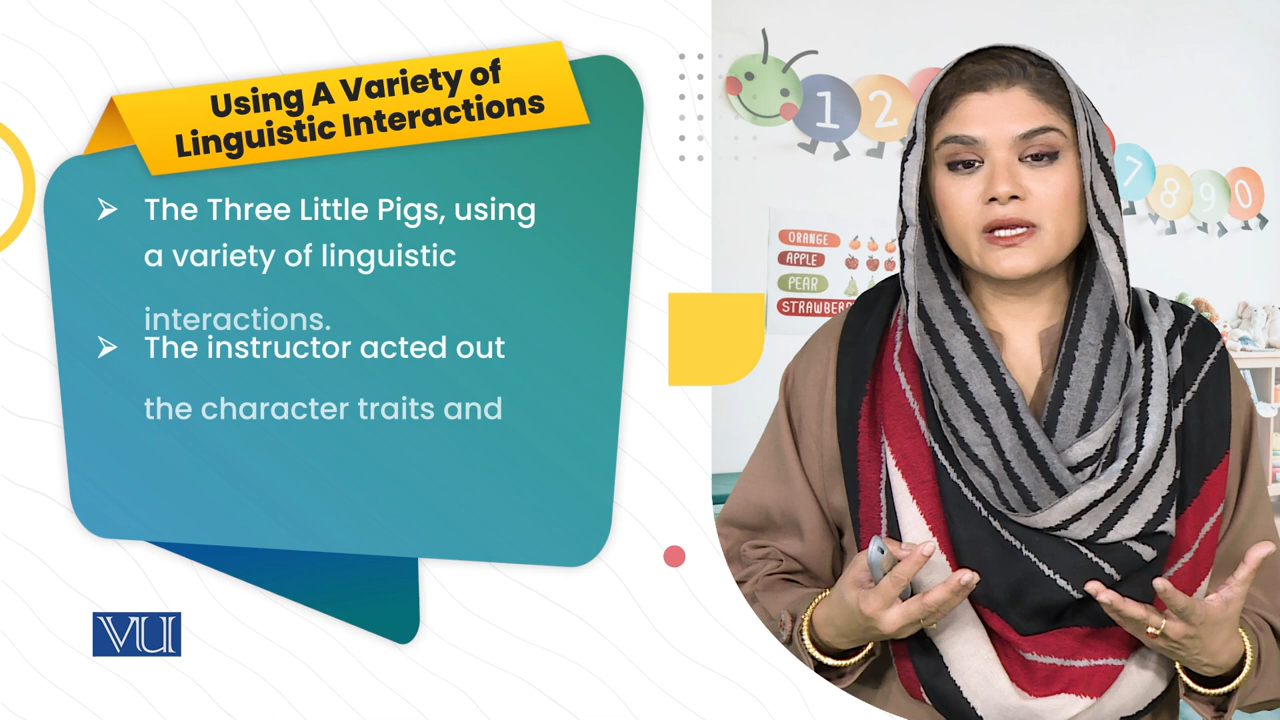 Using A Variety of
Linguistic Interactions
➢ The Three Little Pigs, using
a variety of linguistic
interactions.
➢ The instructor acted out
the character traits and
VU
1 2
7 8 9 0
ORANGE
APPLE
PEAR
STRAWBERR